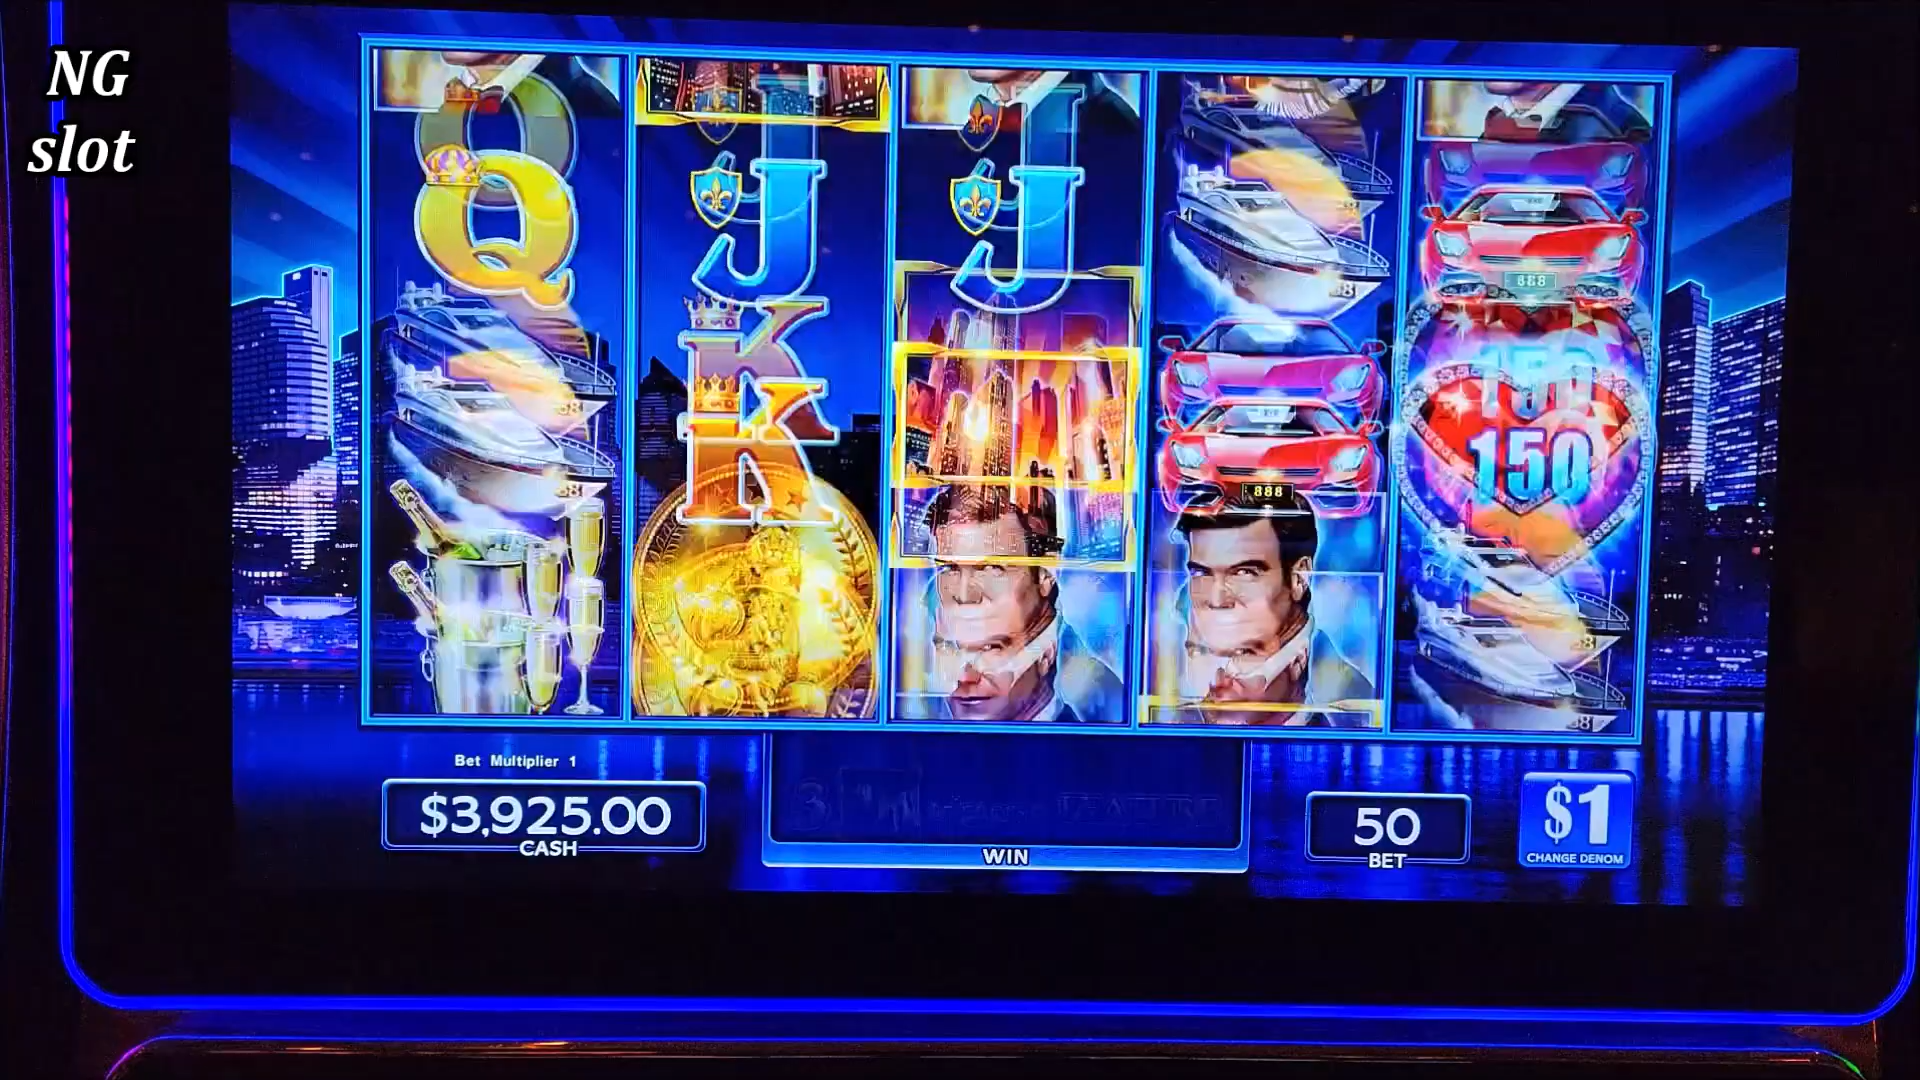 NG
slot
Q
Q
J
J
J
J
K
K
888
888
150
150
Bet Multiplier 1
$3,925.00
CASH
WIN
50
BET
$1
CHANGE DENOM